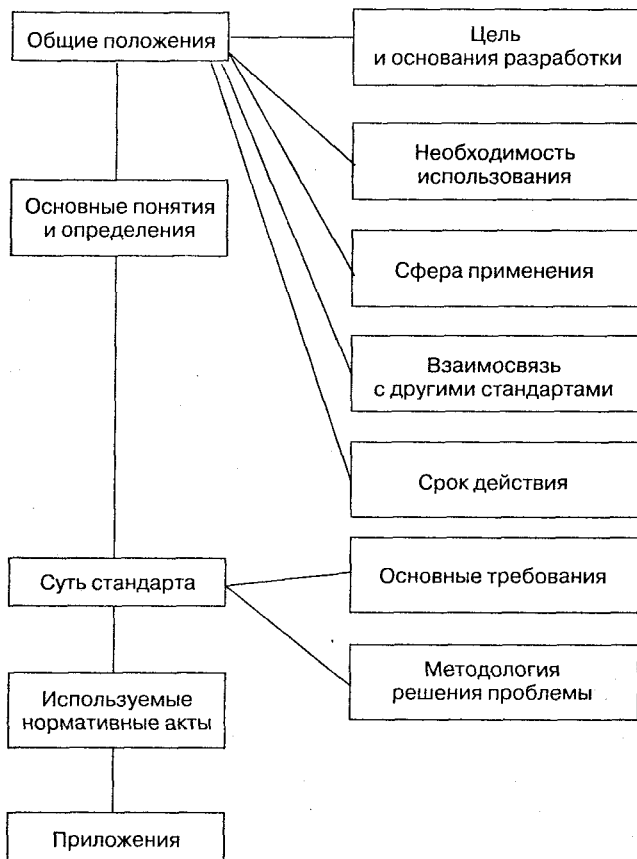 Общие положения
Цель
и основания разработки
Необходимость
использования
Основные понятия
и определения
Сфера применения
Взаимосвязь
с другими стандартами
Срок действия
Суть стандарта
Основные требования
Методология
решения проблемы
Используемые
нормативные акты
Приложения